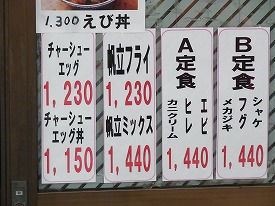 1.300 えび丼
チャーシュー
エッグ
1,230
チャーシュー
エッグ丼
1,150
帆立フライ
1,230
帆立ミックス
1,440
A定食
エビ
ヒレ
カニクリーム
1,440
B定食
シャケ
フグ
メカジキ
1,440